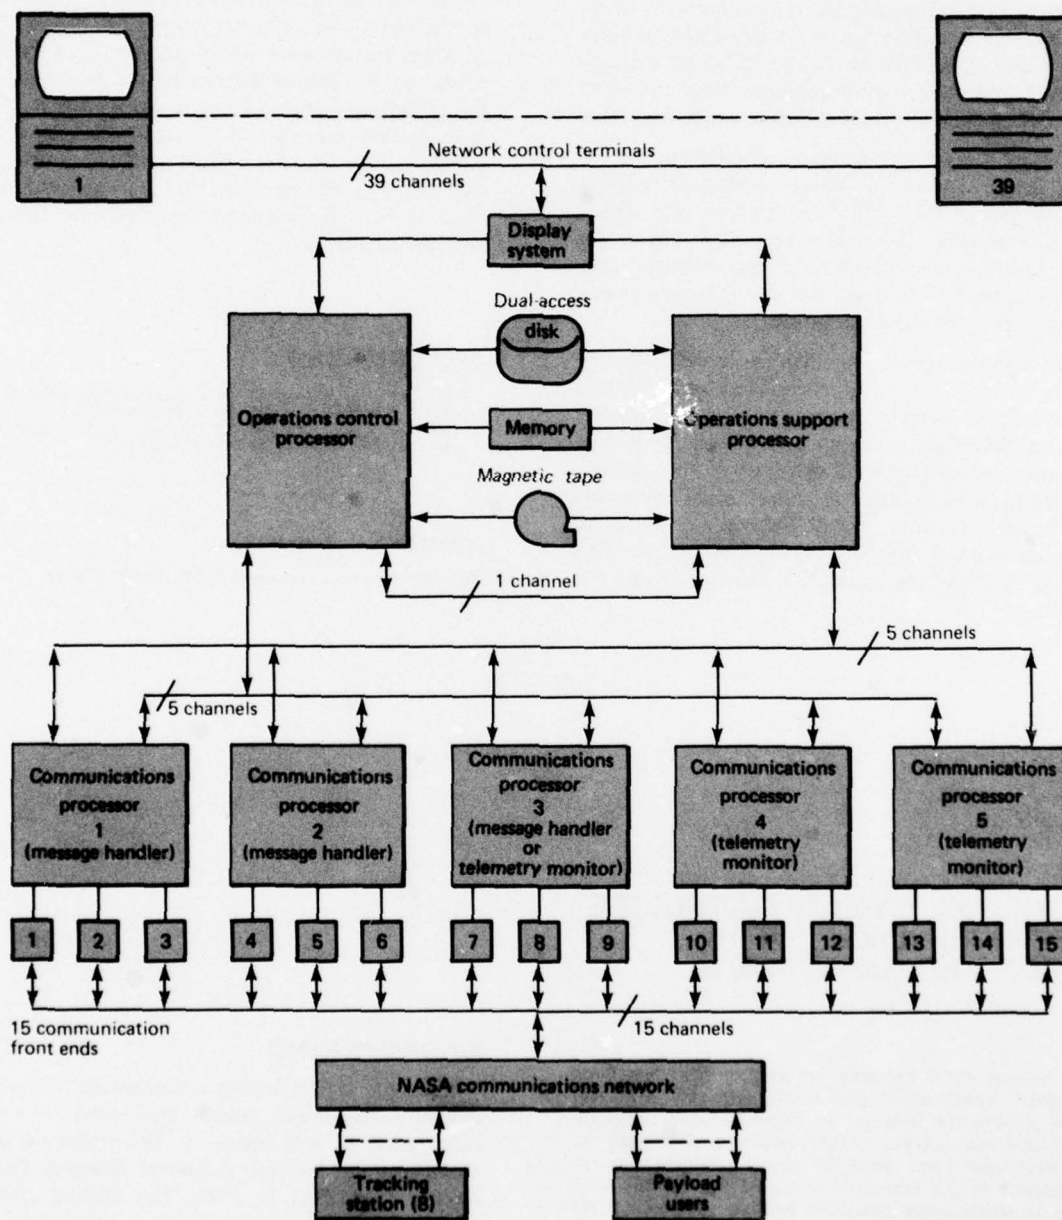 1
39
Network control terminals
39 channels
Display
system
Dual-access
disk
Operations control
processor
Memory
Operations support
processor
Magnetic tape
1 channel
5 channels
5 channels
Communications
processor
1
(message handler)
Communications
processor
2
(message handler)
Communications
processor
3
(message handler
or
telemetry monitor)
Communications
processor
4
(telemetry
monitor)
Communications
processor
5
(telemetry
monitor)
1
2
3
4
5
6
7
8
9
10
11
12
13
14
15
15 communication
front ends
15 channels
NASA communications network
Tracking
station (8)
Payload
users